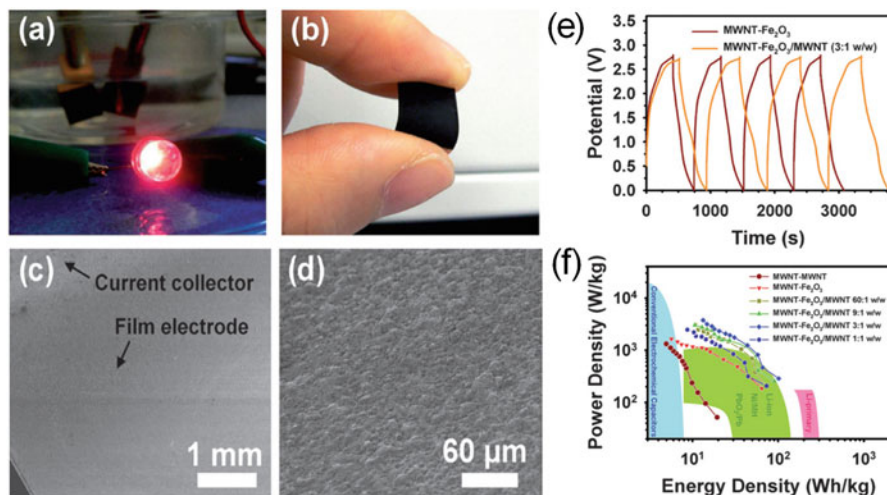 (a)
(b)
(c)
Current collector
Film electrode
1 mm
(d)
60 µm
(e)
MWNT-Fe₂O₃
MWNT-Fe₂O₃/MWNT (3:1 w/w)
Potential (V)
3.5
3.0
2.5
2.0
1.5
1.0
0.5
0.0
0
1000
2000
3000
Time (s)
(f)
MWNT-MWNT
MWNT-Fe₂O₃
MWNT-Fe₂O₃/MWNT 60:1 w/w
MWNT-Fe₂O₃/MWNT 9:1 w/w
MWNT-Fe₂O₃/MWNT 3:1 w/w
MWNT-Fe₂O₃/MWNT 1:1 w/w
Power Density (W/kg)
10⁴
10³
10²
Conventional Electrochemical Capacitors
PbO₂/Pb
Ni/MH
Li-ion
Li-primary
10¹
10²
10³
Energy Density (Wh/kg)